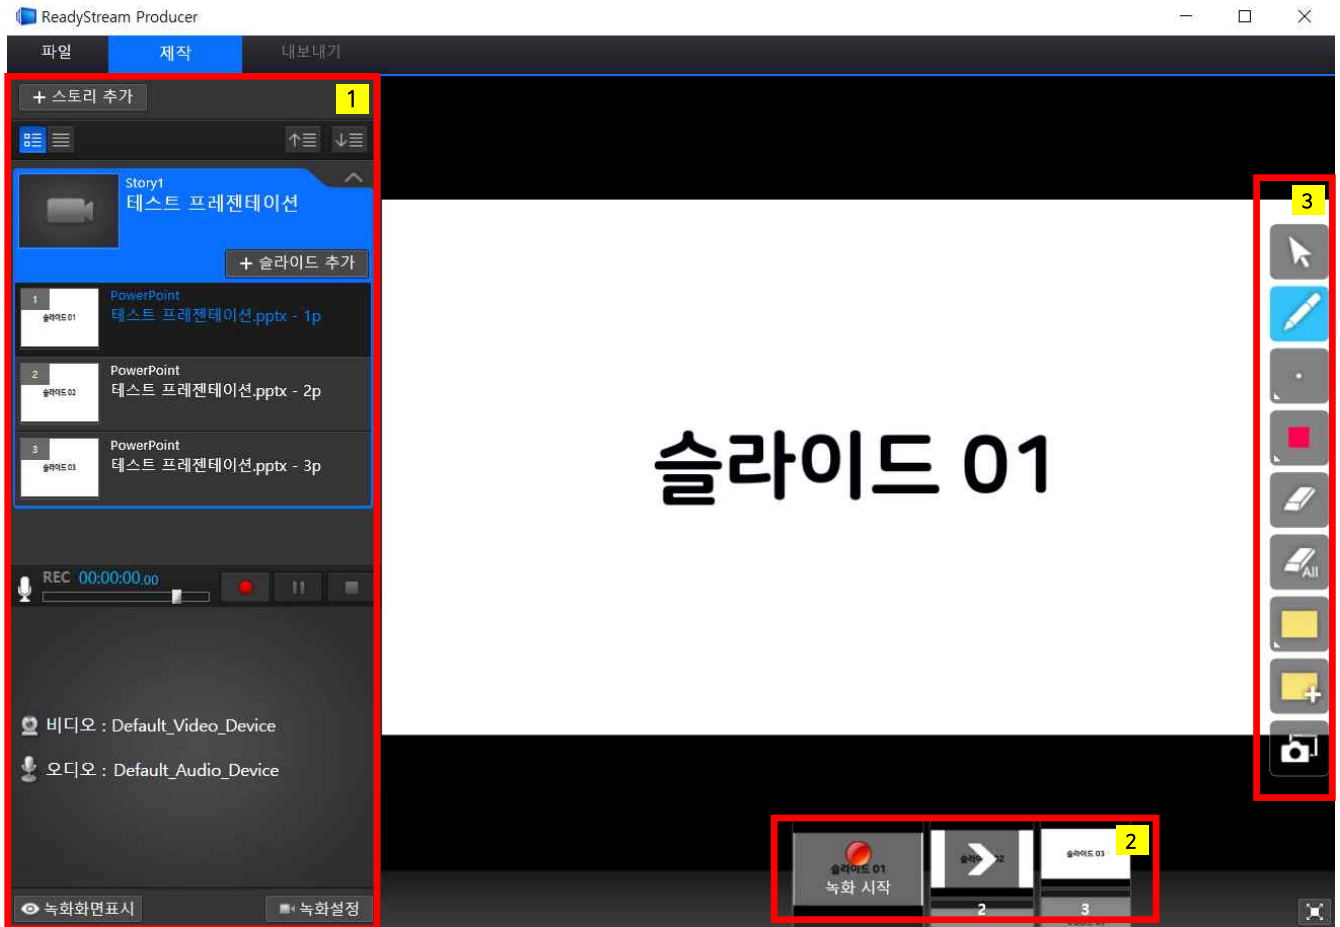 ReadyStream Producer
파일 제작 내보내기
+ 스토리 추가
1
Story1
테스트 프레젠테이션
+ 슬라이드 추가
1
슬라이드 01
PowerPoint
테스트 프레젠테이션.pptx - 1p
2
슬라이드 02
PowerPoint
테스트 프레젠테이션.pptx - 2p
3
슬라이드 03
PowerPoint
테스트 프레젠테이션.pptx - 3p
REC 00:00:00.00
비디오 : Default_Video_Device
오디오 : Default_Audio_Device
녹화화면표시
녹화설정
슬라이드 01
3
All
2
슬라이드 01
녹화 시작
2
슬라이드 03
3